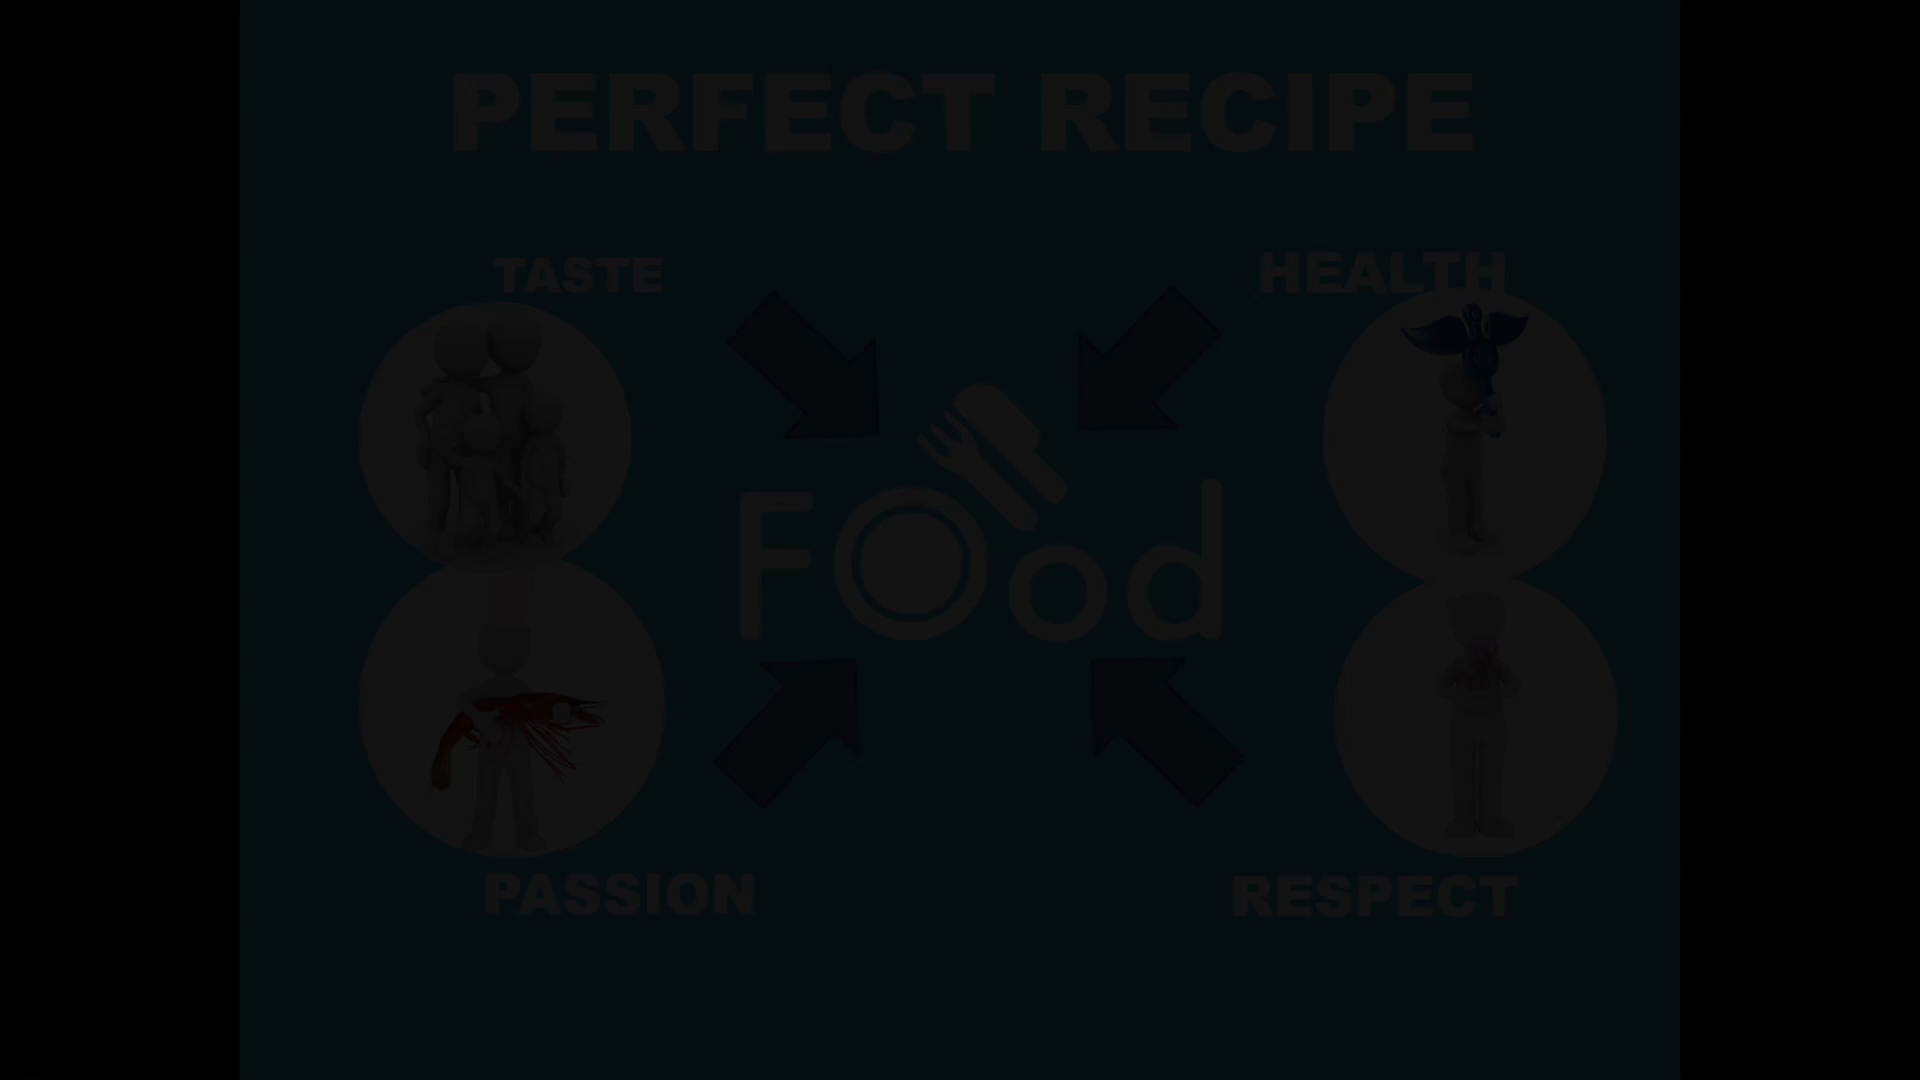 PERFECT RECIPE
TASTE
HEALTH
Food
PASSION
RESPECT